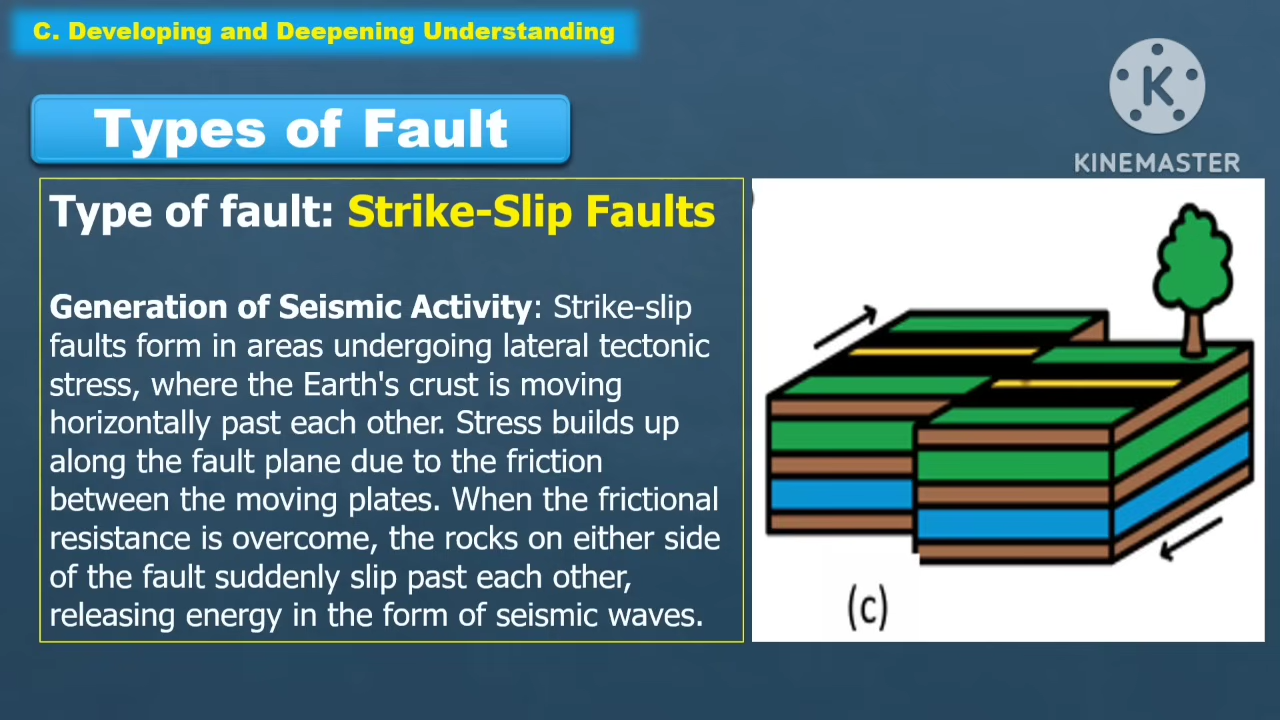 C. Developing and Deepening Understanding
Types of Fault
KINEMASTER
Type of fault: Strike-Slip Faults
Generation of Seismic Activity: Strike-slip
faults form in areas undergoing lateral tectonic
stress, where the Earth's crust is moving
horizontally past each other. Stress builds up
along the fault plane due to the friction
between the moving plates. When the frictional
resistance is overcome, the rocks on either side
of the fault suddenly slip past each other,
releasing energy in the form of seismic waves.
(c)